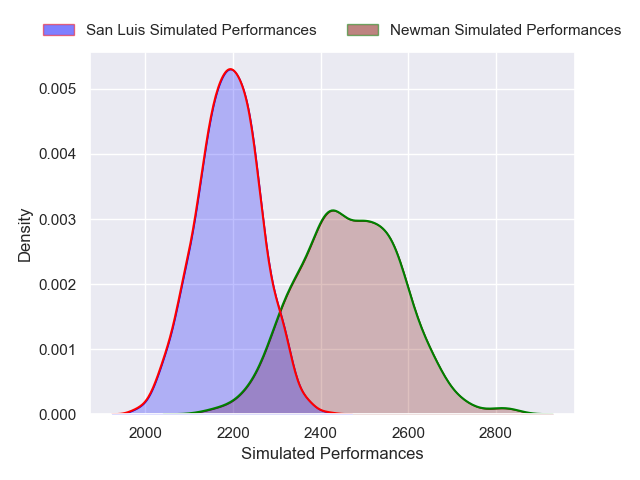 San Luis Simulated Performances Newman Simulated Performances
0.005
0.004
0.003
0.002
0.001
0.000
Density
2000 2200 2400 2600 2800
Simulated Performances